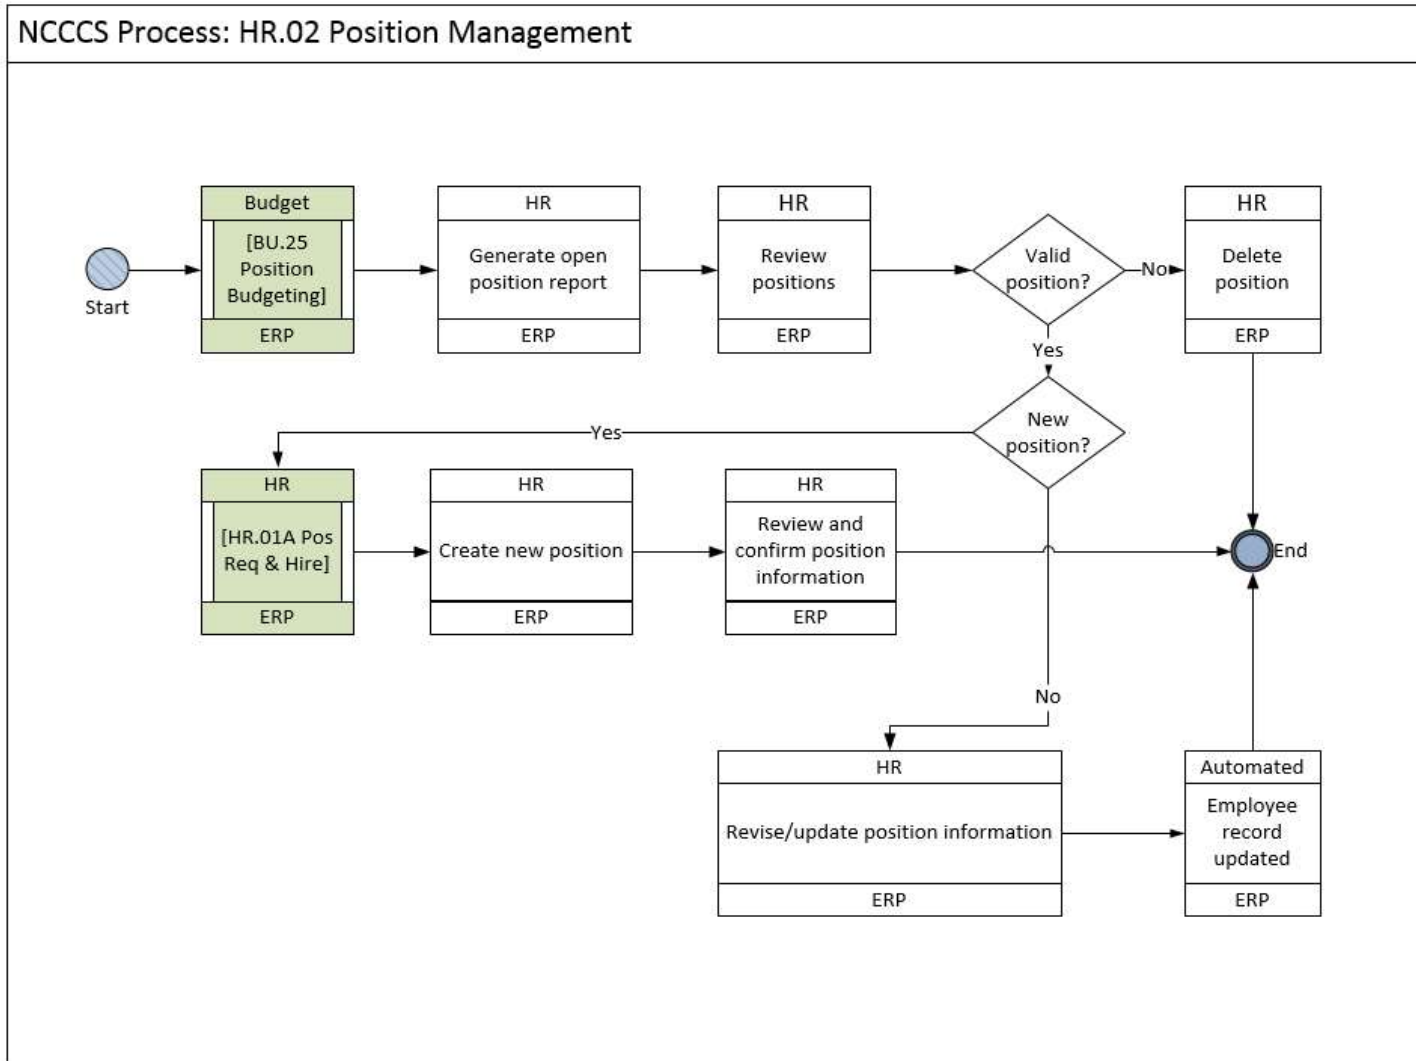 NCCCS Process: HR.02 Position Management
Start
Budget
[BU.25
Position
Budgeting]
ERP
HR
Generate open
position report
ERP
HR
Review
positions
ERP
Valid
position?
No
HR
Delete
position
ERP
Yes
New
position?
Yes
HR
[HR.01A Pos
Req & Hire]
ERP
HR
Create new position
ERP
HR
Review and
confirm position
information
ERP
End
No
HR
Revise/update position information
ERP
Automated
Employee
record
updated
ERP